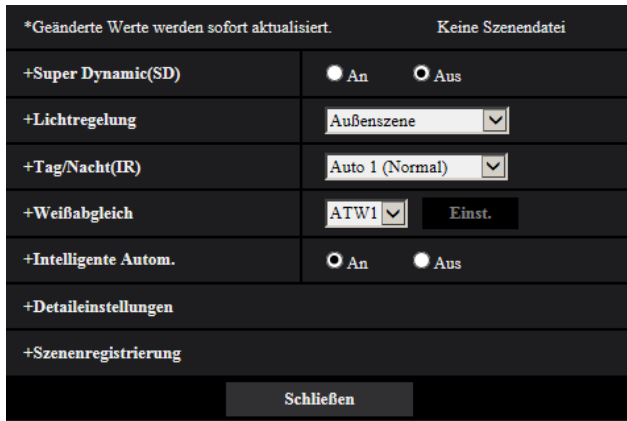 *Geänderte Werte werden sofort aktualisiert. Keine Szenendatei
+Super Dynamic(SD) An Aus
+Lichtregelung Außenszene
+Tag/Nacht(IR) Auto 1 (Normal)
+Weißabgleich ATW1 Einst.
+Intelligente Autom. An Aus
+Detaileinstellungen
+Szenenregistrierung
Schließen